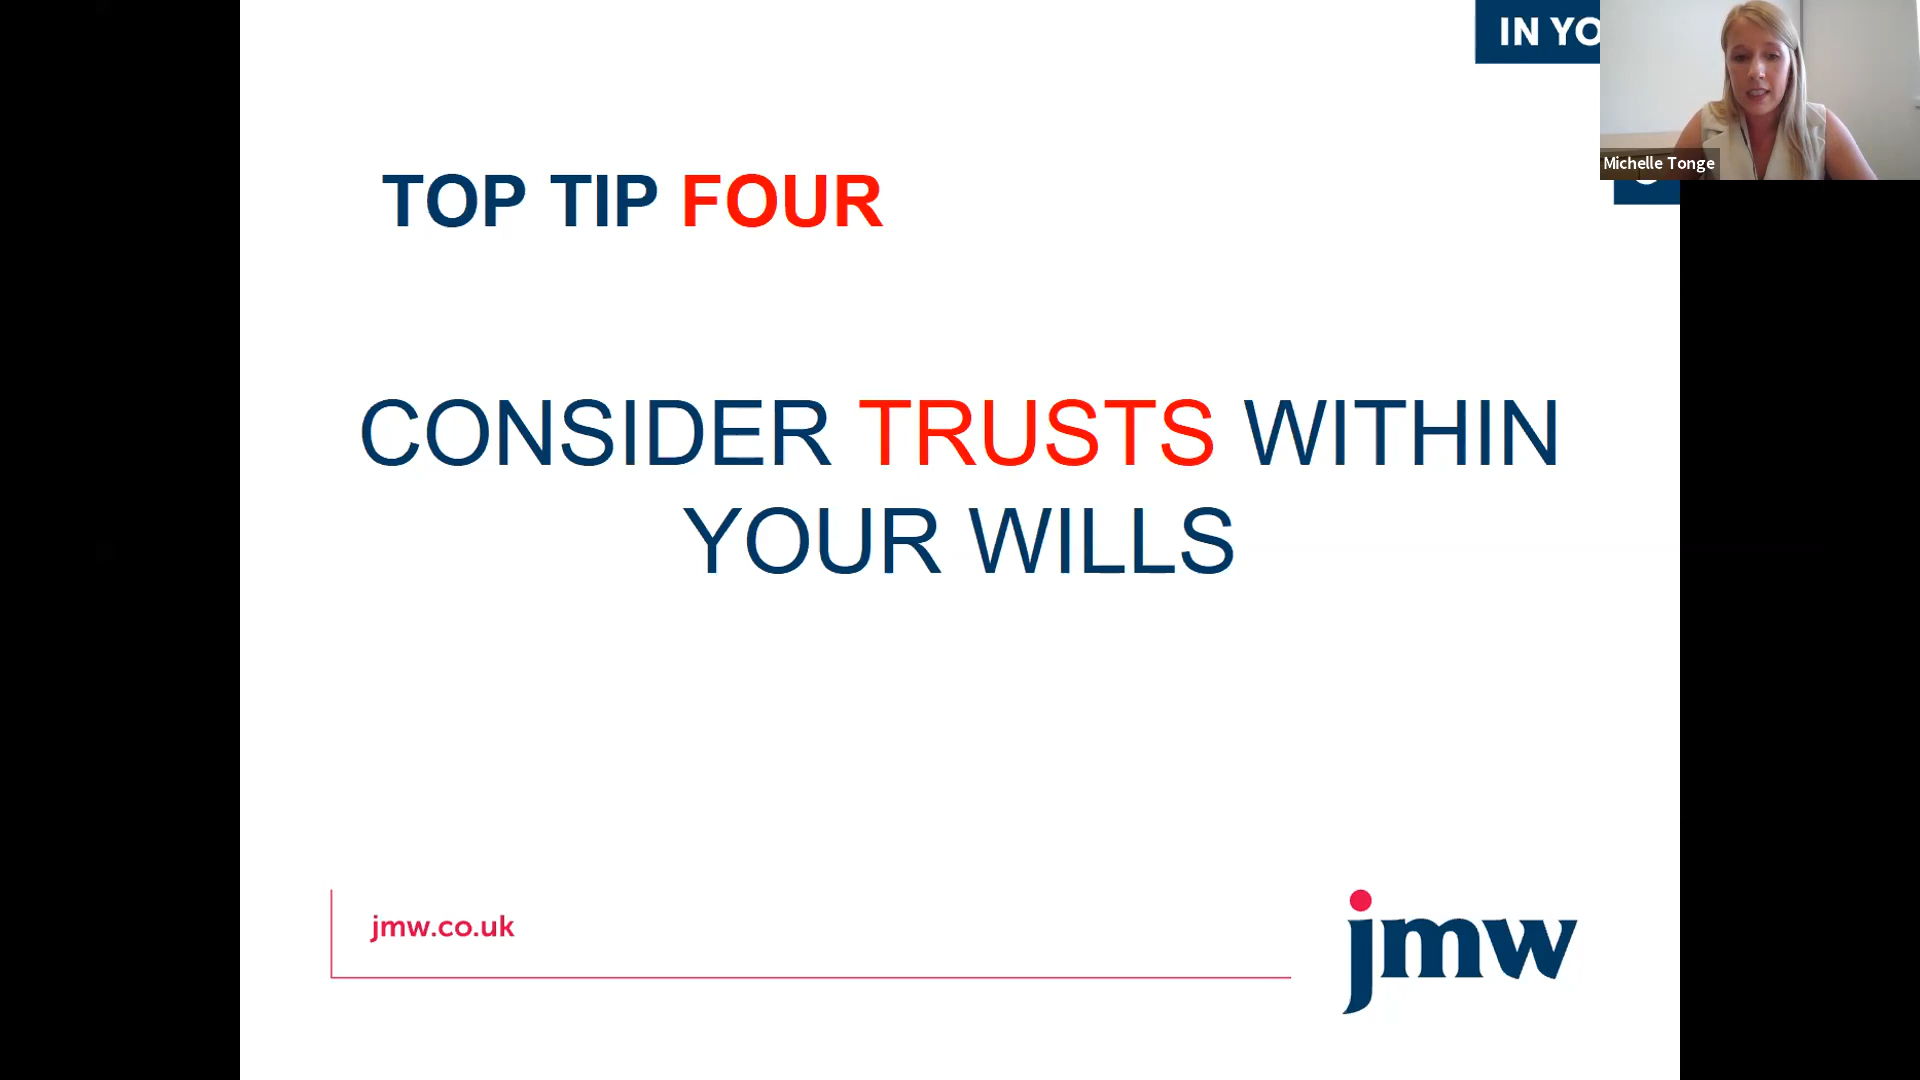 IN YO
Michelle Tonge
TOP TIP FOUR
CONSIDER TRUSTS WITHIN
YOUR WILLS
jmw.co.uk
jmw